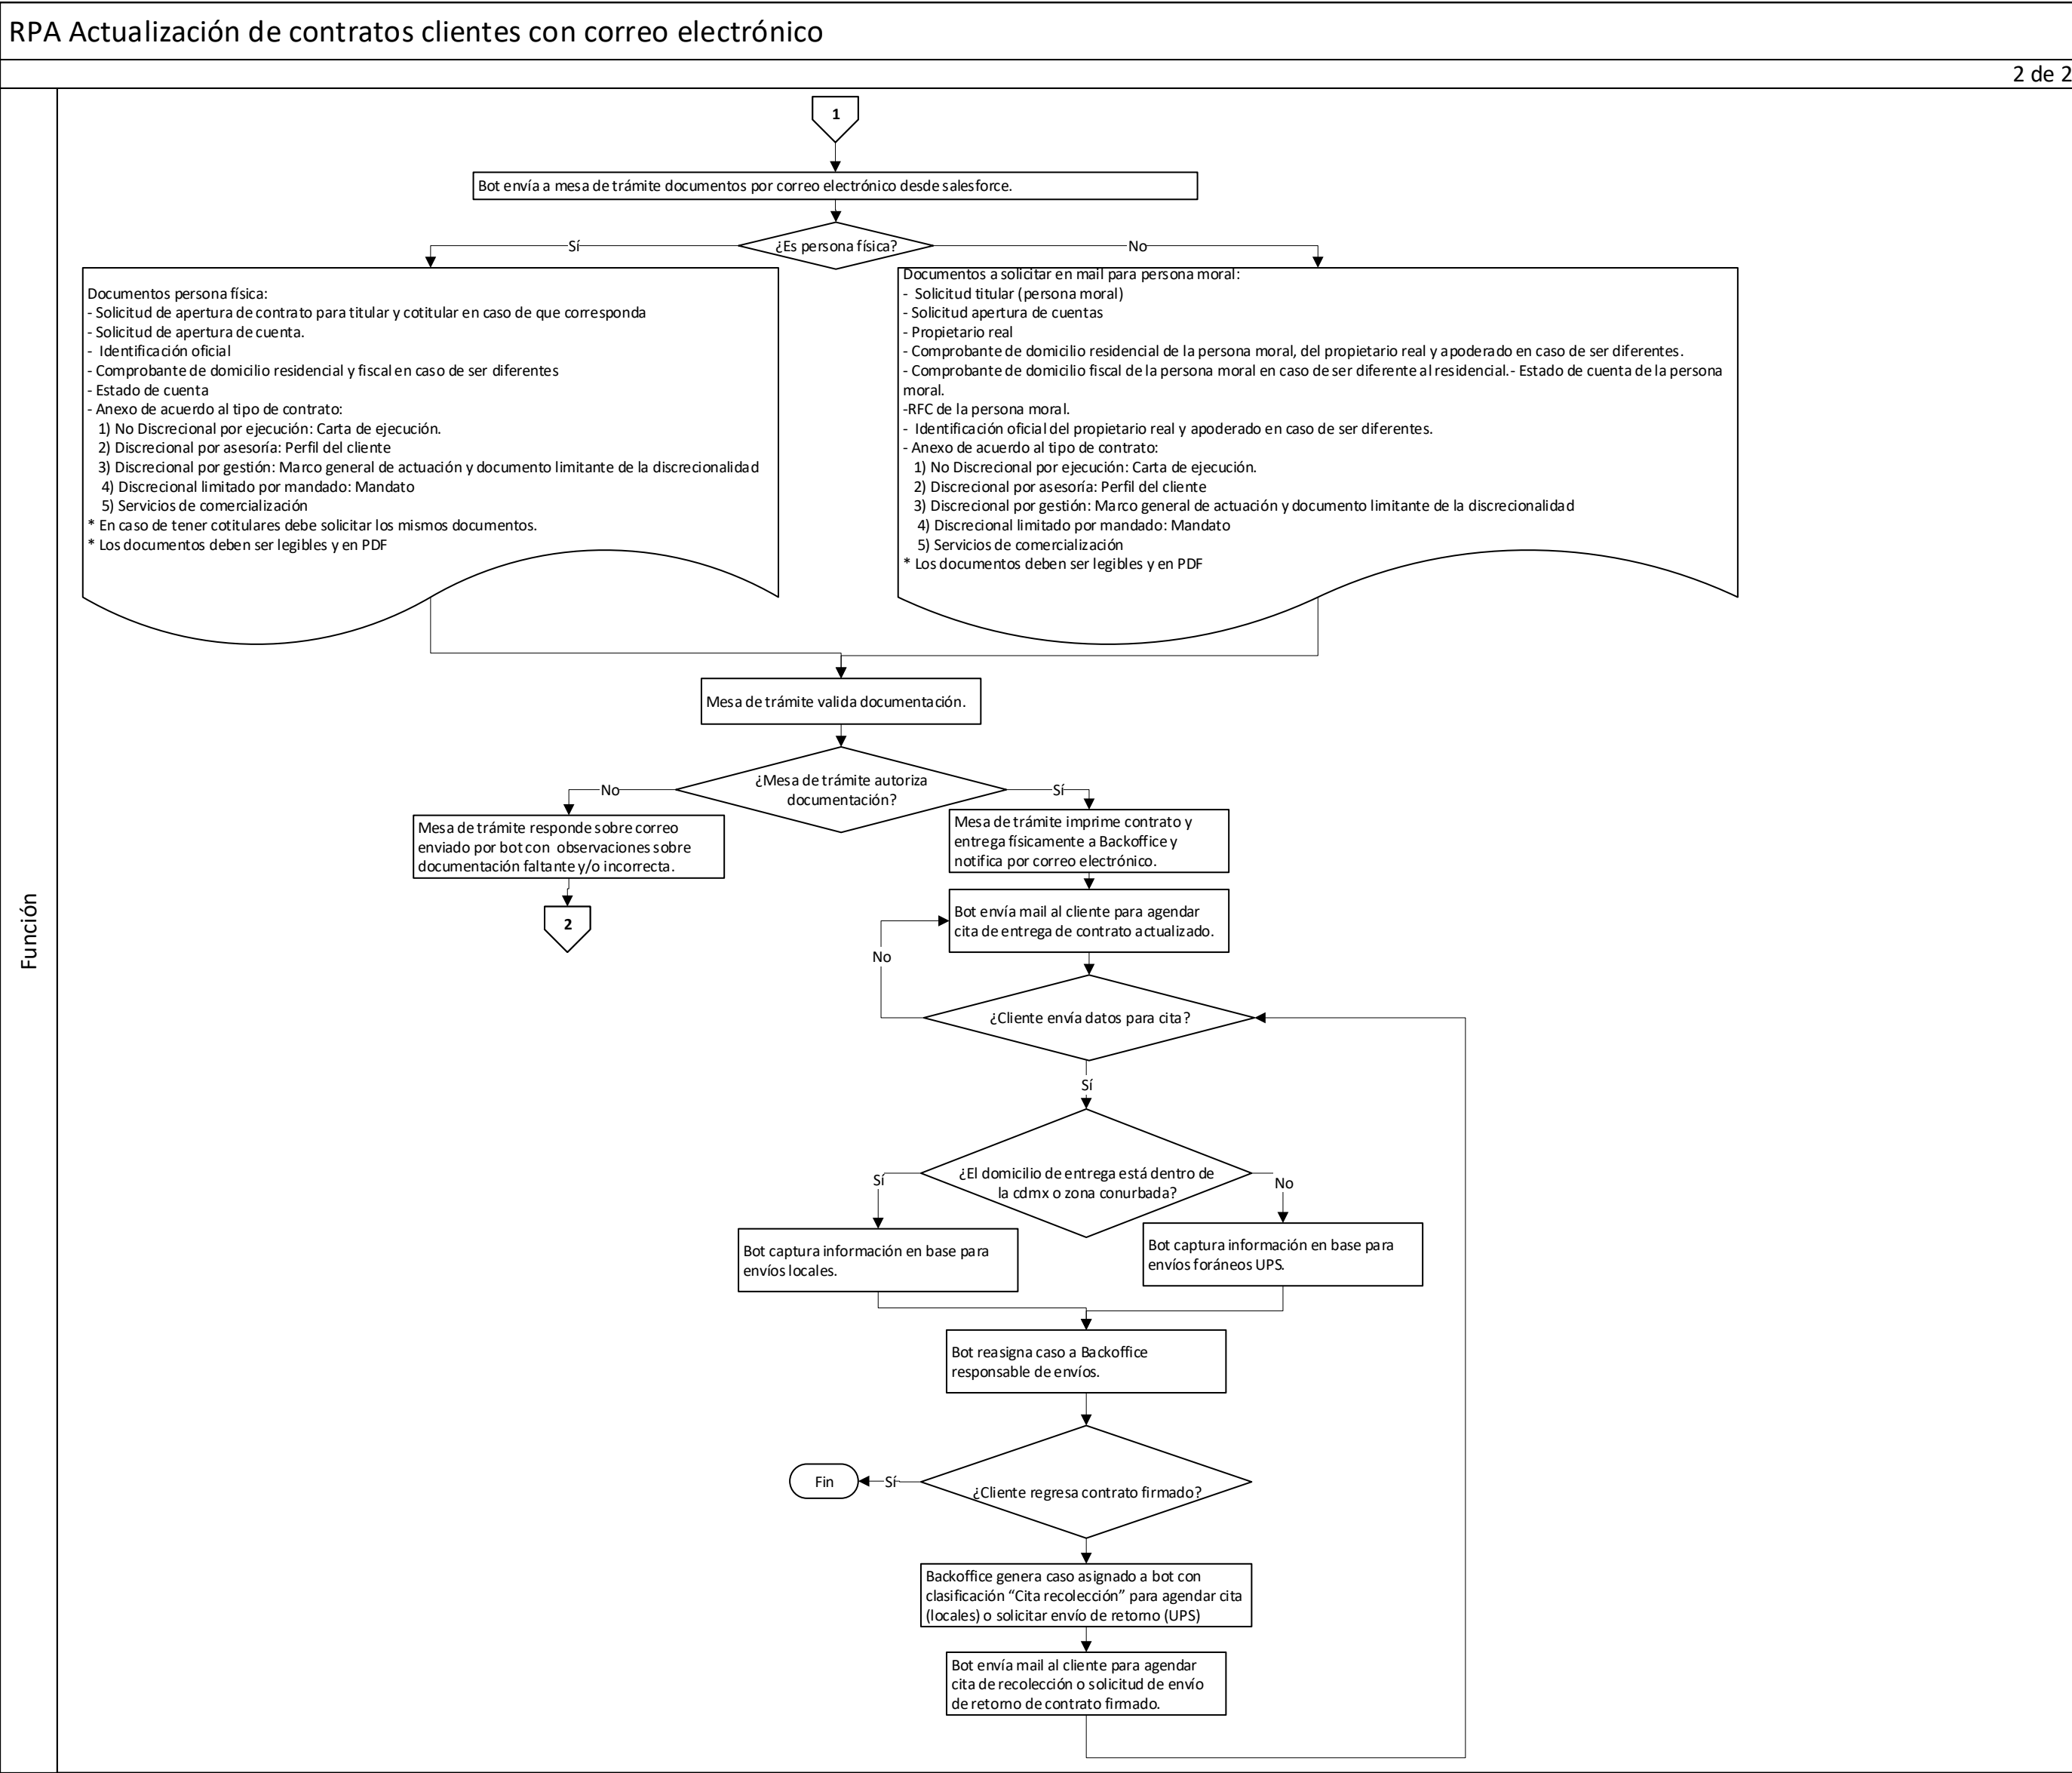 RPA Actualización de contratos clientes con correo electrónico
2 de 2
Función
1
Bot envía a mesa de trámite documentos por correo electrónico desde salesforce.
¿Es persona física?
Sí
No
Documentos persona física:
- Solicitud de apertura de contrato para titular y cotitular en caso de que corresponda
- Solicitud de apertura de cuenta.
- Identificación oficial
- Comprobante de domicilio residencial y fiscal en caso de ser diferentes
- Estado de cuenta
- Anexo de acuerdo al tipo de contrato:
1) No Discrecional por ejecución: Carta de ejecución.
2) Discrecional por asesoría: Perfil del cliente
3) Discrecional por gestión: Marco general de actuación y documento limitante de la discrecionalidad
4) Discrecional limitado por mandado: Mandato
5) Servicios de comercialización
* En caso de tener cotitulares debe solicitar los mismos documentos.
* Los documentos deben ser legibles y en PDF
Documentos a solicitar en mail para persona moral:
- Solicitud titular (persona moral)
- Solicitud apertura de cuentas
- Propietario real
- Comprobante de domicilio residencial de la persona moral, del propietario real y apoderado en caso de ser diferentes.
- Comprobante de domicilio fiscal de la persona moral en caso de ser diferente al residencial.- Estado de cuenta de la persona
moral.
-RFC de la persona moral.
- Identificación oficial del propietario real y apoderado en caso de ser diferentes.
- Anexo de acuerdo al tipo de contrato:
1) No Discrecional por ejecución: Carta de ejecución.
2) Discrecional por asesoría: Perfil del cliente
3) Discrecional por gestión: Marco general de actuación y documento limitante de la discrecionalidad
4) Discrecional limitado por mandado: Mandato
5) Servicios de comercialización
* Los documentos deben ser legibles y en PDF
Mesa de trámite valida documentación.
¿Mesa de trámite autoriza
documentación?
No
Sí
Mesa de trámite responde sobre correo
enviado por bot con observaciones sobre
documentación faltante y/o incorrecta.
2
Mesa de trámite imprime contrato y
entrega físicamente a Backoffice y
notifica por correo electrónico.
Bot envía mail al cliente para agendar
cita de entrega de contrato actualizado.
No
¿Cliente envía datos para cita?
Sí
¿El domicilio de entrega está dentro de
la cdmx o zona conurbada?
Sí
No
Bot captura información en base para
envíos locales.
Bot captura información en base para
envíos foráneos UPS.
Bot reasigna caso a Backoffice
responsable de envíos.
¿Cliente regresa contrato firmado?
Sí
Fin
Backoffice genera caso asignado a bot con
clasificación “Cita recolección” para agendar cita
(locales) o solicitar envío de retorno (UPS)
Bot envía mail al cliente para agendar
cita de recolección o solicitud de envío
de retorno de contrato firmado.